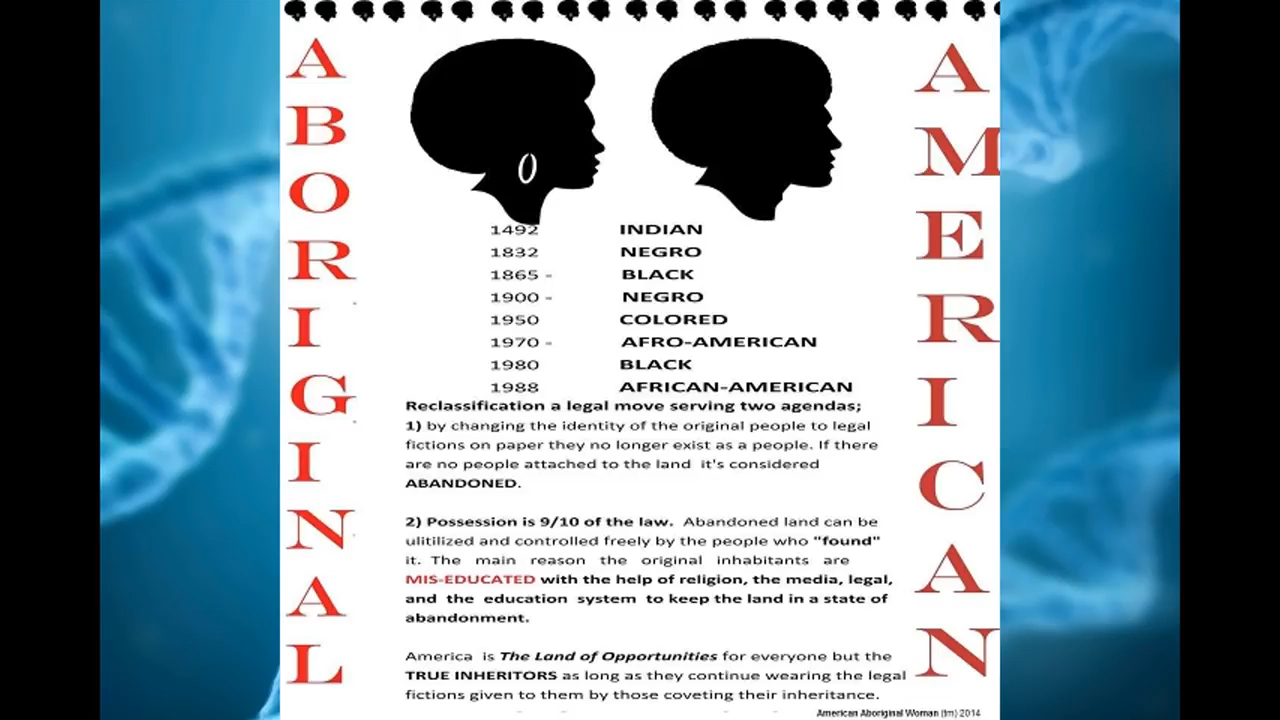 ABORIGINAL
AMERICAN
1492 INDIAN
1832 NEGRO
1865 - BLACK
1900 - NEGRO
1950 COLORED
1970 - AFRO-AMERICAN
1980 BLACK
1988 AFRICAN-AMERICAN
Reclassification a legal move serving two agendas;
1) by changing the identity of the original people to legal
fictions on paper they no longer exist as a people. If there
are no people attached to the land it's considered
ABANDONED.
2) Possession is 9/10 of the law. Abandoned land can be
ulitilized and controlled freely by the people who "found"
it. The main reason the original inhabitants are
MIS-EDUCATED with the help of religion, the media, legal,
and the education system to keep the land in a state of
abandonment.
America is The Land of Opportunities for everyone but the
TRUE INHERITORS as long as they continue wearing the legal
fictions given to them by those coveting their inheritance.
American Aboriginal Woman (tm) 2014